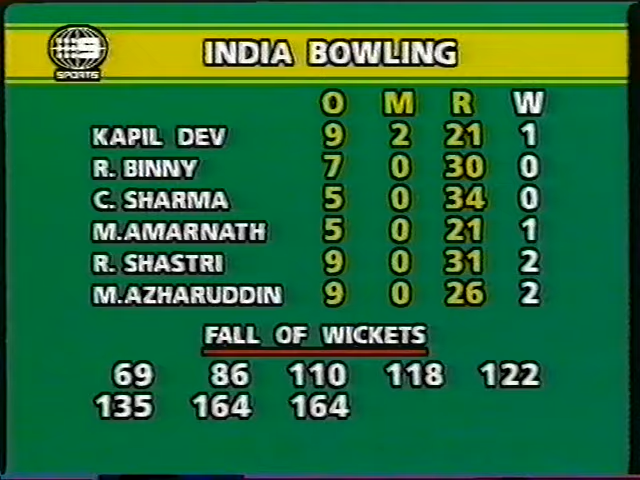 9
SPORTS
INDIA BOWLING
O M R W
KAPIL DEV 9 2 21 1
R. BINNY 7 0 30 0
C. SHARMA 5 0 34 0
M.AMARNATH 5 0 21 1
R. SHASTRI 9 0 31 2
M.AZHARUDDIN 9 0 26 2
FALL OF WICKETS
69 86 110 118 122
135 164 164